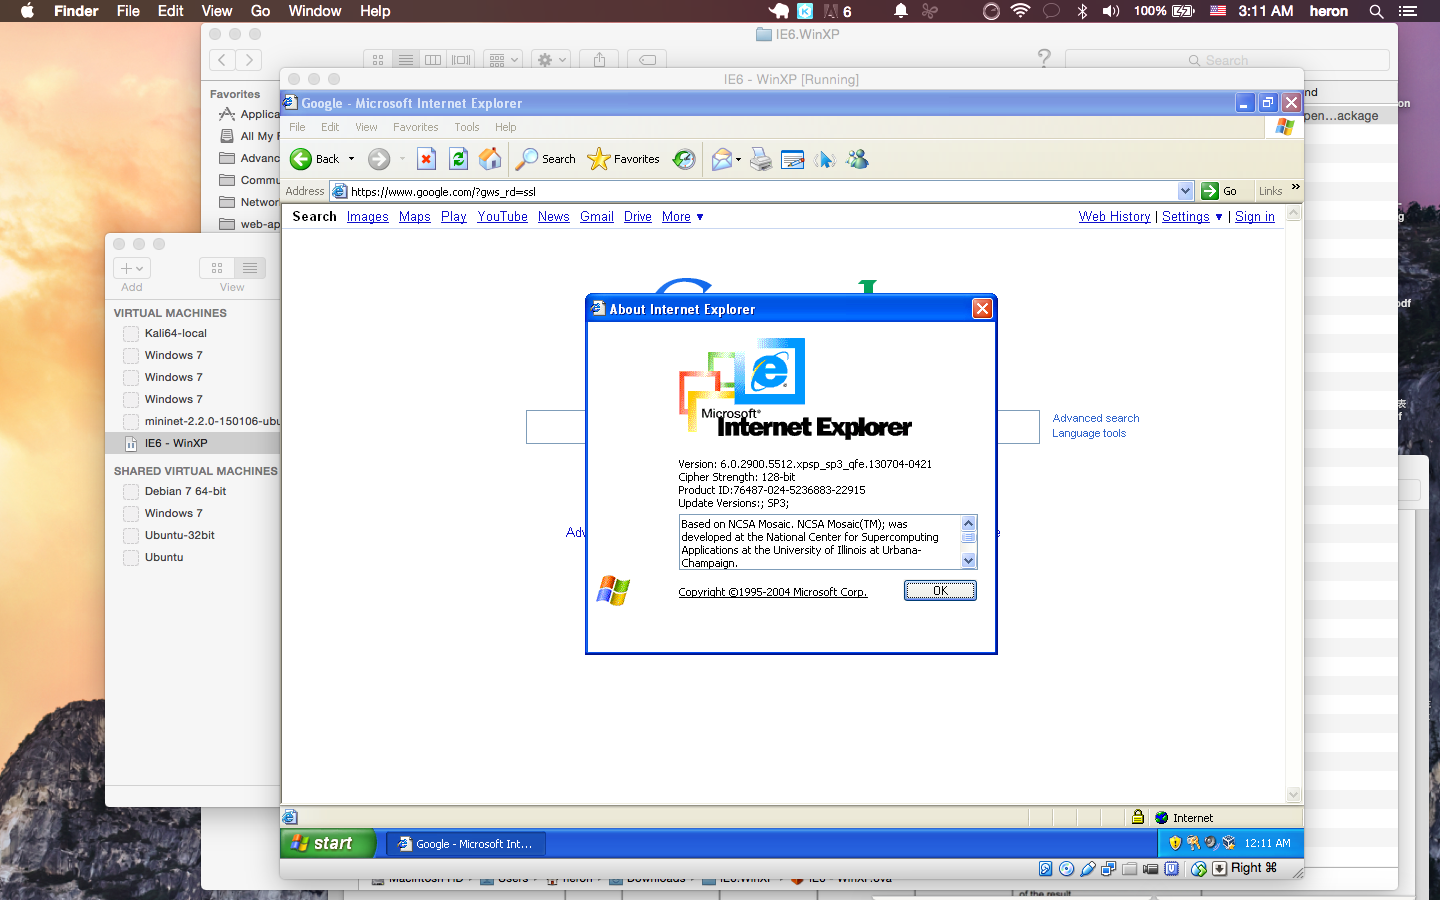 Finder File Edit View Go Window Help
6 100% 3:11 AM heron
IE6.WinXP
Search
Favorites
Applica
All My F
Advanc
Commu
Networ
web-ap
IE6 - WinXP [Running]
Google - Microsoft Internet Explorer
File Edit View Favorites Tools Help
Back Search Favorites
Address https://www.google.com/?gws_rd=ssl Go Links »
Search Images Maps Play YouTube News Gmail Drive More ▼
Web History | Settings ▼ | Sign in
Advanced search
Language tools
Adv
About Internet Explorer
Microsoft®
Internet Explorer
Version: 6.0.2900.5512.xpsp_sp3_qfe.130704-0421
Cipher Strength: 128-bit
Product ID:76487-024-5236883-22915
Update Versions:; SP3;
Based on NCSA Mosaic. NCSA Mosaic(TM); was
developed at the National Center for Supercomputing
Applications at the University of Illinois at Urbana-
Champaign.
Copyright ©1995-2004 Microsoft Corp.
OK
Internet
start
Google - Microsoft Int...
12:11 AM
Right ⌘
Add View
VIRTUAL MACHINES
Kali64-local
Windows 7
Windows 7
Windows 7
mininet-2.2.0-150106-ubu
IE6 - WinXP
SHARED VIRTUAL MACHINES
Debian 7 64-bit
Windows 7
Ubuntu-32bit
Ubuntu
nd
pen...ackage
on
pdf
表
of the result